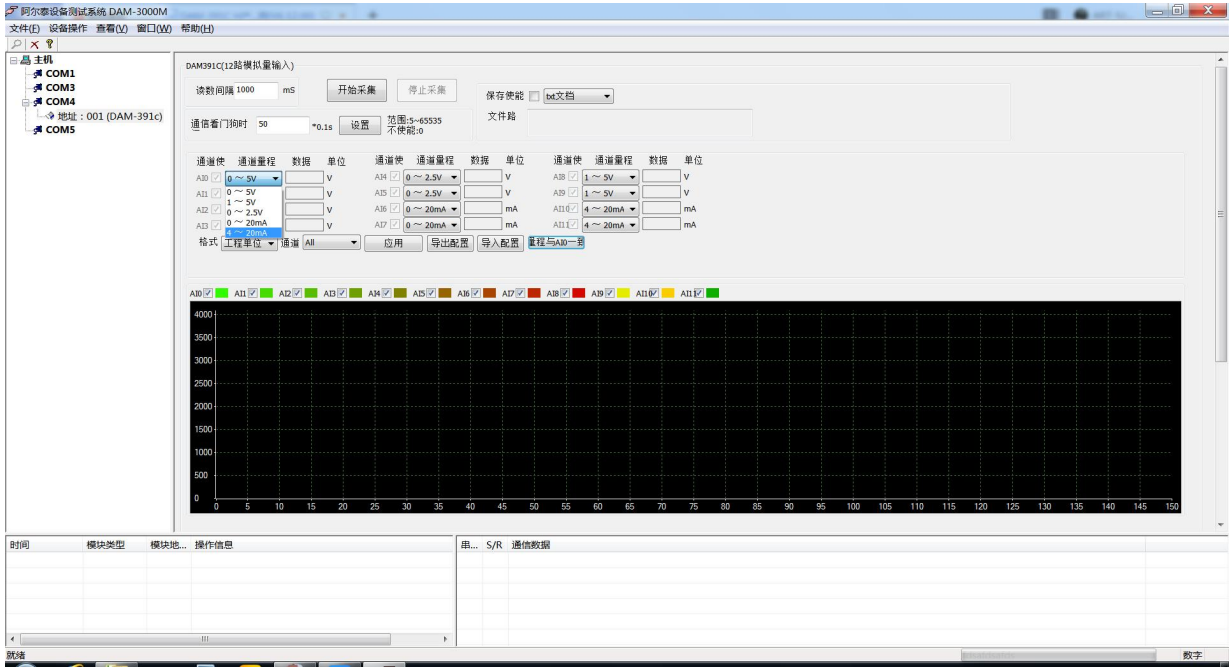 阿尔泰设备测试系统 DAM-3000M
文件(F) 设备操作 查看(V) 窗口(W) 帮助(H)
主机
COM1
COM3
COM4
地址：001 (DAM-391c)
COM5
DAM391C(12路模拟量输入)
读数间隔 1000 mS 开始采集 停止采集
保存使能 txt文档
文件路
通信看门狗时 50 *0.1s 设置 范围:5~65535
不使能:0
通道使 通道量程 数据 单位 通道使 通道量程 数据 单位 通道使 通道量程 数据 单位
AI0 0 ～ 5V V AI4 0 ～ 2.5V V AI8 1 ～ 5V V
AI1 0 ～ 5V V AI5 0 ～ 2.5V V AI9 1 ～ 5V V
1 ～ 5V
AI2 0 ～ 2.5V V AI6 0 ～ 20mA mA AI10 4 ～ 20mA mA
AI3 0 ～ 20mA V AI7 0 ～ 20mA mA AI11 4 ～ 20mA mA
4 ～ 20mA
格式 工程单位 通道 All 应用 导出配置 导入配置 量程与AI0一致
AI0 AI1 AI2 AI3 AI4 AI5 AI6 AI7 AI8 AI9 AI10 AI11
4000
3500
3000
2500
2000
1500
1000
500
0
0 5 10 15 20 25 30 35 40 45 50 55 60 65 70 75 80 85 90 95 100 105 110 115 120 125 130 135 140 145 150
时间 模块类型 模块地... 操作信息 串... S/R 通信数据
就绪 数字